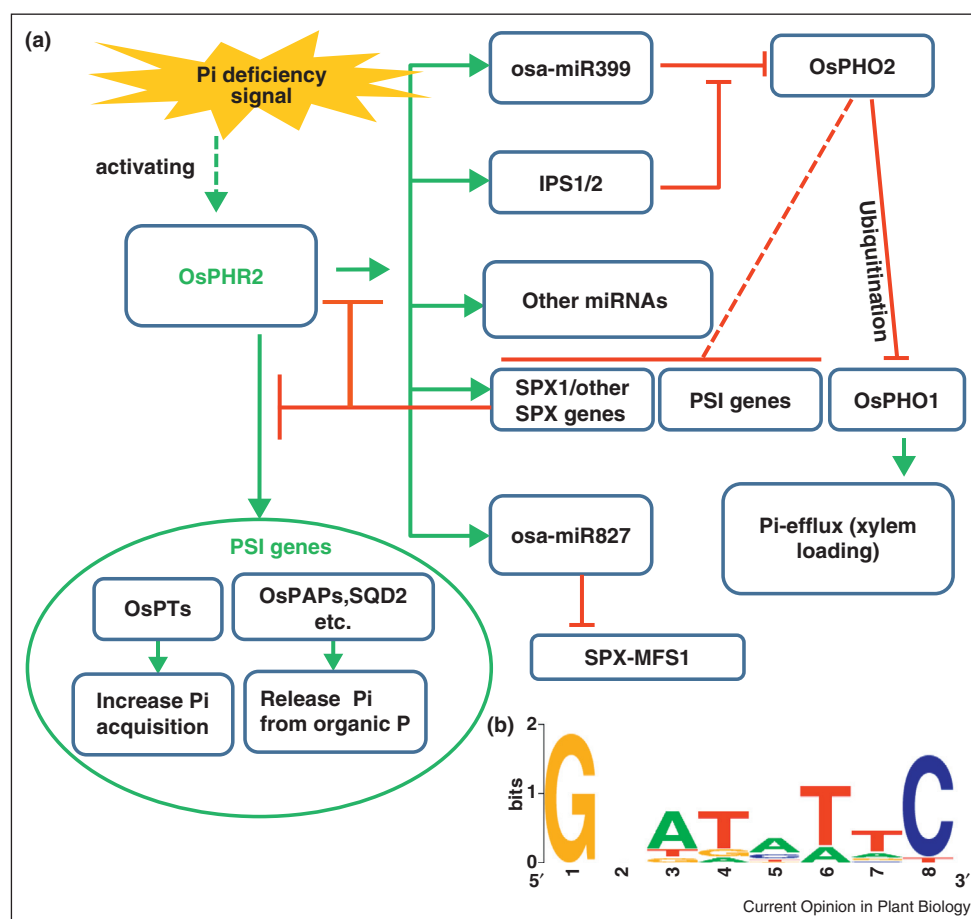 (a)
Pi deficiency
signal
activating
OsPHR2
osa-miR399
OsPHO2
IPS1/2
Ubiquitination
Other miRNAs
SPX1/other
SPX genes
PSI genes
OsPHO1
Pi-efflux (xylem
loading)
osa-miR827
SPX-MFS1
PSI genes
OsPTs
OsPAPs,SQD2
etc.
Increase Pi
acquisition
Release Pi
from organic P
(b)
2
bits
1
0
G A T A T T C
5′ 1 2 3 4 5 6 7 8 3′
Current Opinion in Plant Biology